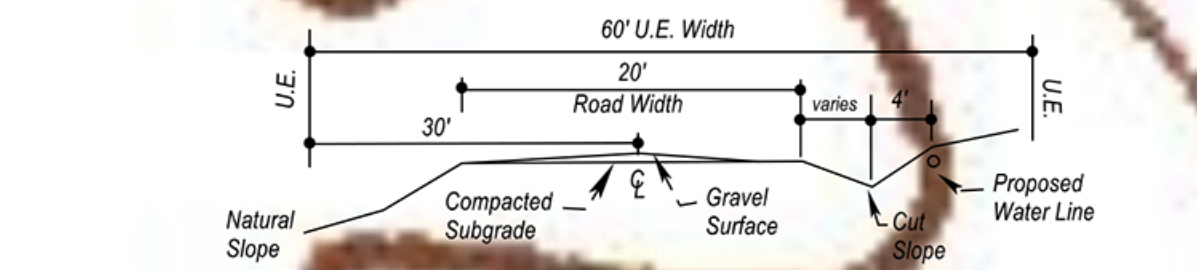 60' U.E. Width
20'
Road Width
U.E.
U.E.
varies
4'
30'
℄
Compacted
Subgrade
Gravel
Surface
Proposed
Water Line
Natural
Slope
Cut
Slope